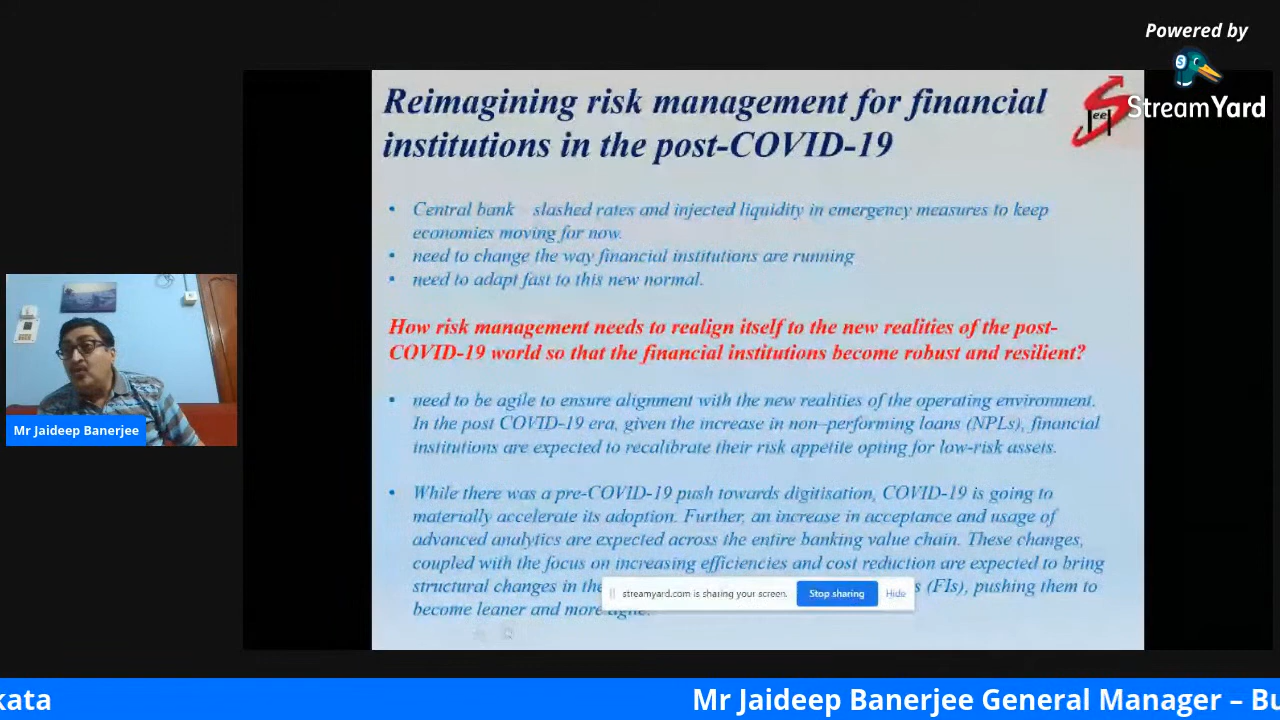 Powered by
StreamYard
Reimagining risk management for financial
institutions in the post-COVID-19
• Central bank – slashed rates and injected liquidity in emergency measures to keep
economies moving for now.
• need to change the way financial institutions are running
• need to adapt fast to this new normal.
How risk management needs to realign itself to the new realities of the post-
COVID-19 world so that the financial institutions become robust and resilient?
• need to be agile to ensure alignment with the new realities of the operating environment.
In the post COVID-19 era, given the increase in non–performing loans (NPLs), financial
institutions are expected to recalibrate their risk appetite opting for low-risk assets.
• While there was a pre-COVID-19 push towards digitisation, COVID-19 is going to
materially accelerate its adoption. Further, an increase in acceptance and usage of
advanced analytics are expected across the entire banking value chain. These changes,
coupled with the focus on increasing efficiencies and cost reduction are expected to bring
structural changes in the s (FIs), pushing them to
become leaner and more agile.
streamyard.com is sharing your screen.
Stop sharing
Hide
Mr Jaideep Banerjee
kata
Mr Jaideep Banerjee General Manager – Bu